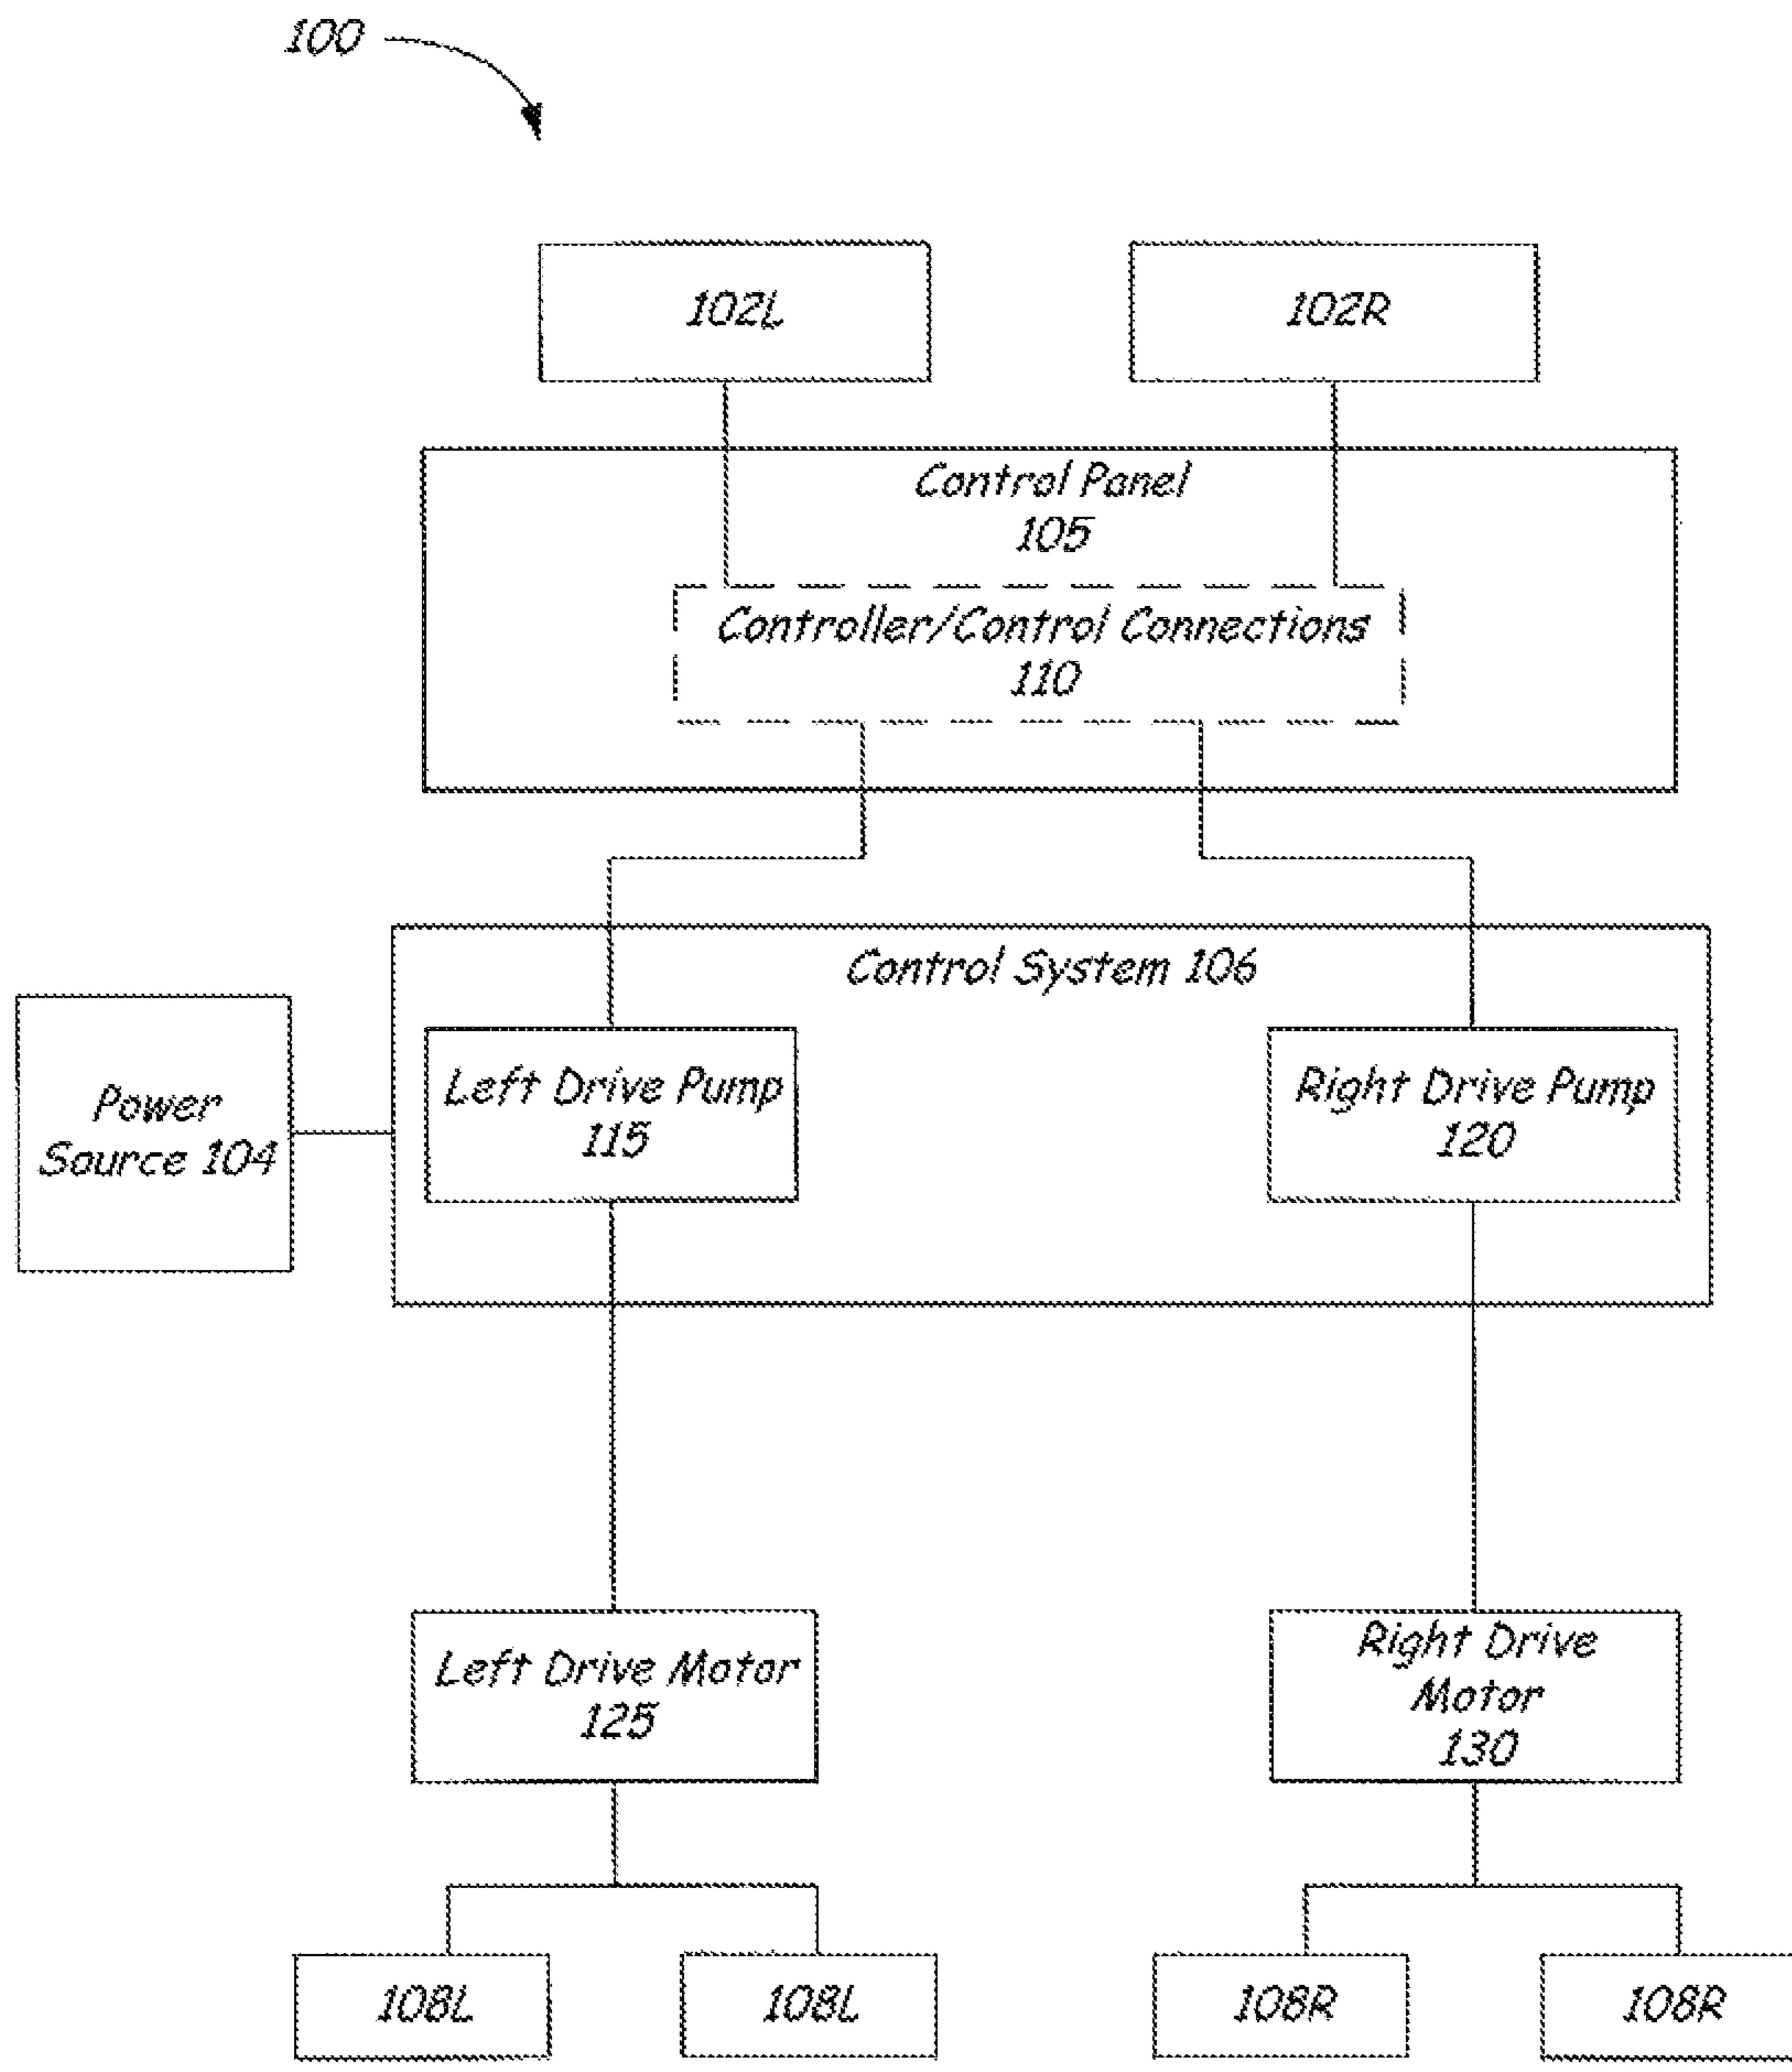 100
102L
102R
Control Panel
105
Controller/Control Connections
110
Control System 106
Power
Source 104
Left Drive Pump
115
Right Drive Pump
120
Left Drive Motor
125
Right Drive
Motor
130
108L
108L
108R
108R